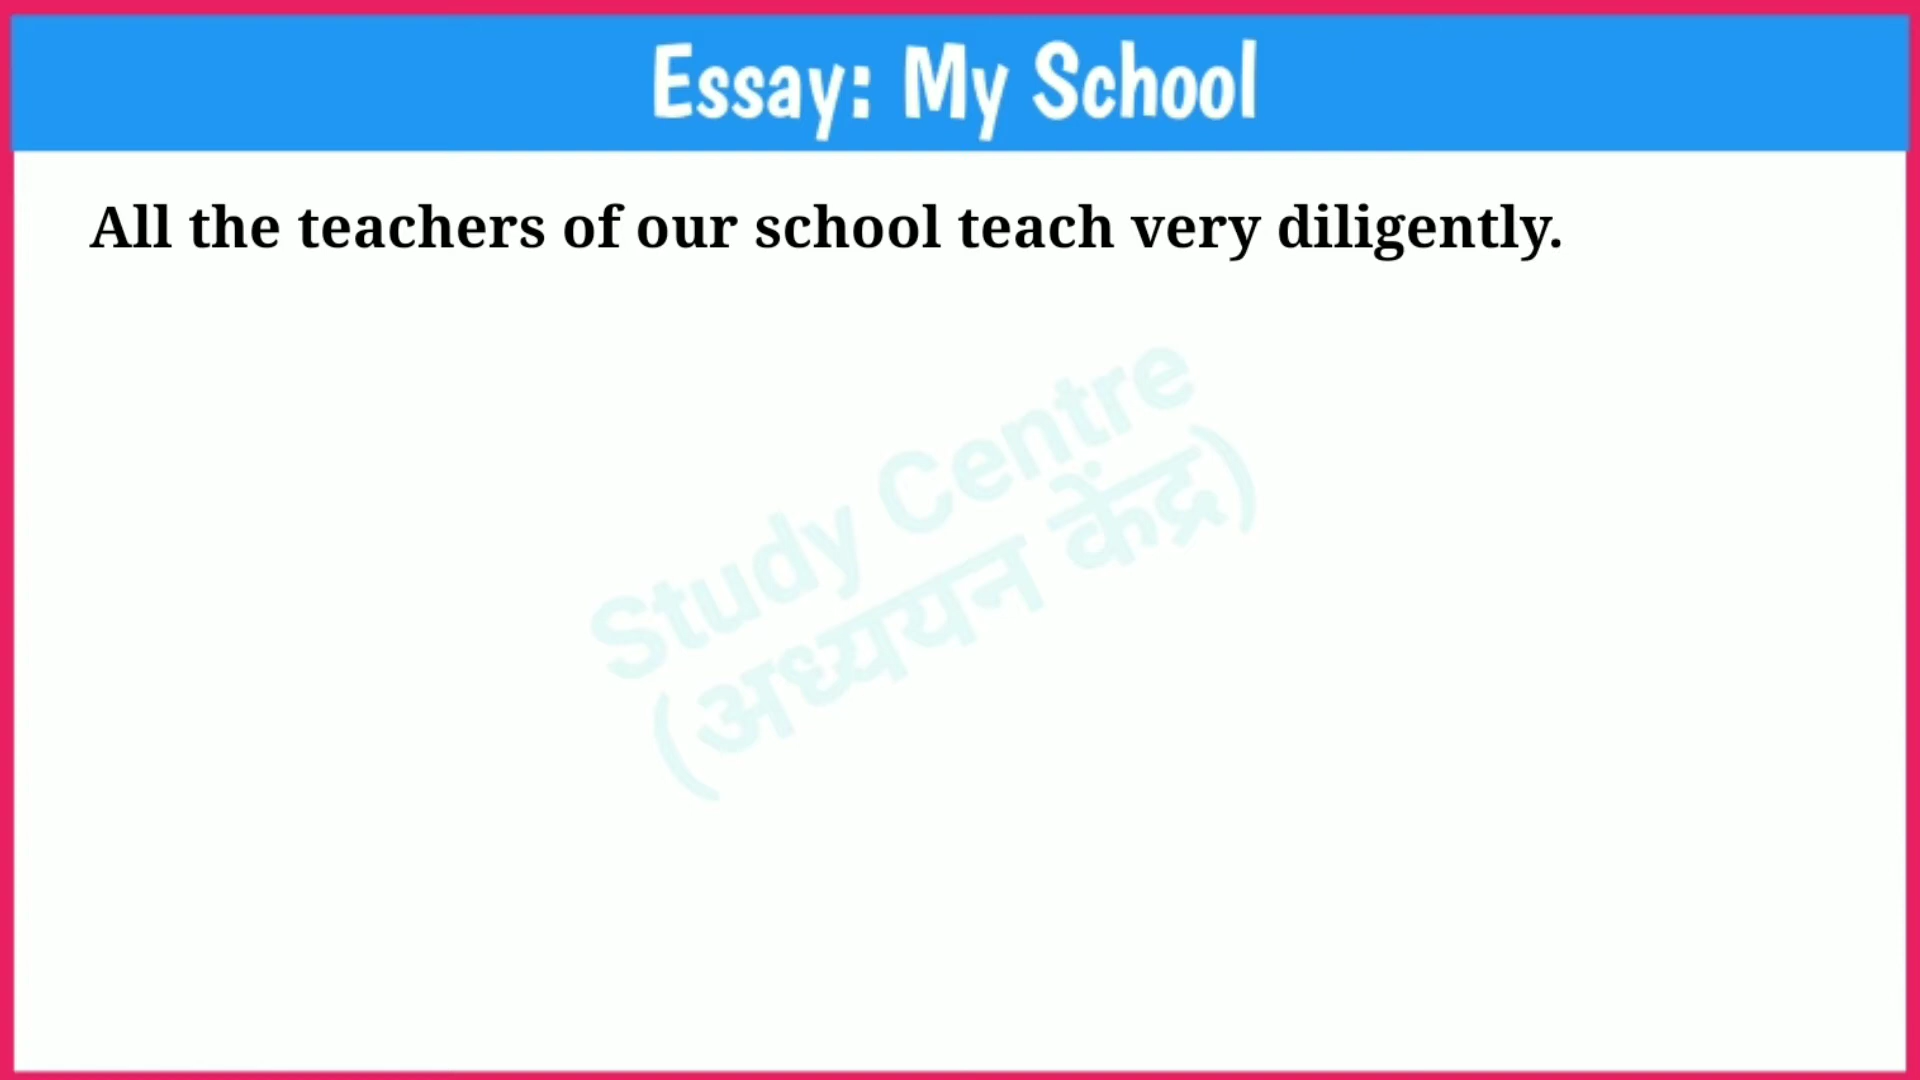 Essay: My School
All the teachers of our school teach very diligently.
Study Centre
(अध्ययन केंद्र)